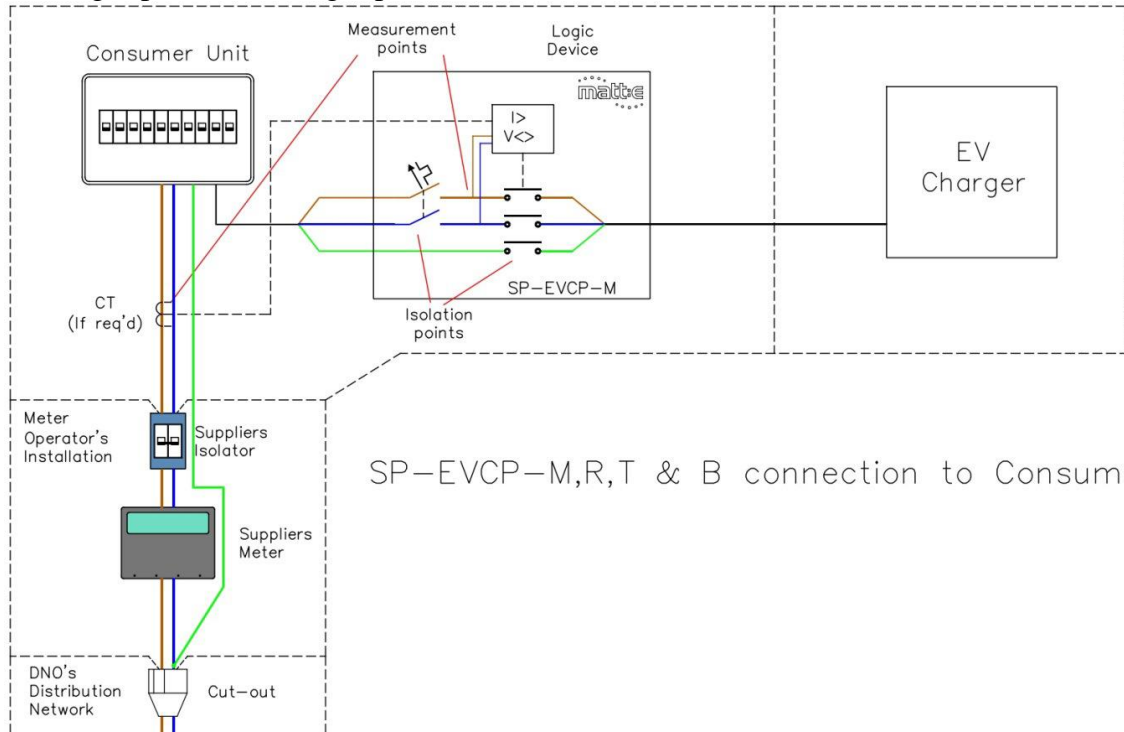 Measurement
points
Logic
Device
Consumer Unit
matt:e
I>
V<>
EV
Charger
SP-EVCP-M
CT
(If req'd)
Isolation
points
Meter
Operator's
Installation
Suppliers
Isolator
SP-EVCP-M,R,T & B connection to Consum
Suppliers
Meter
DNO's
Distribution
Network
Cut-out